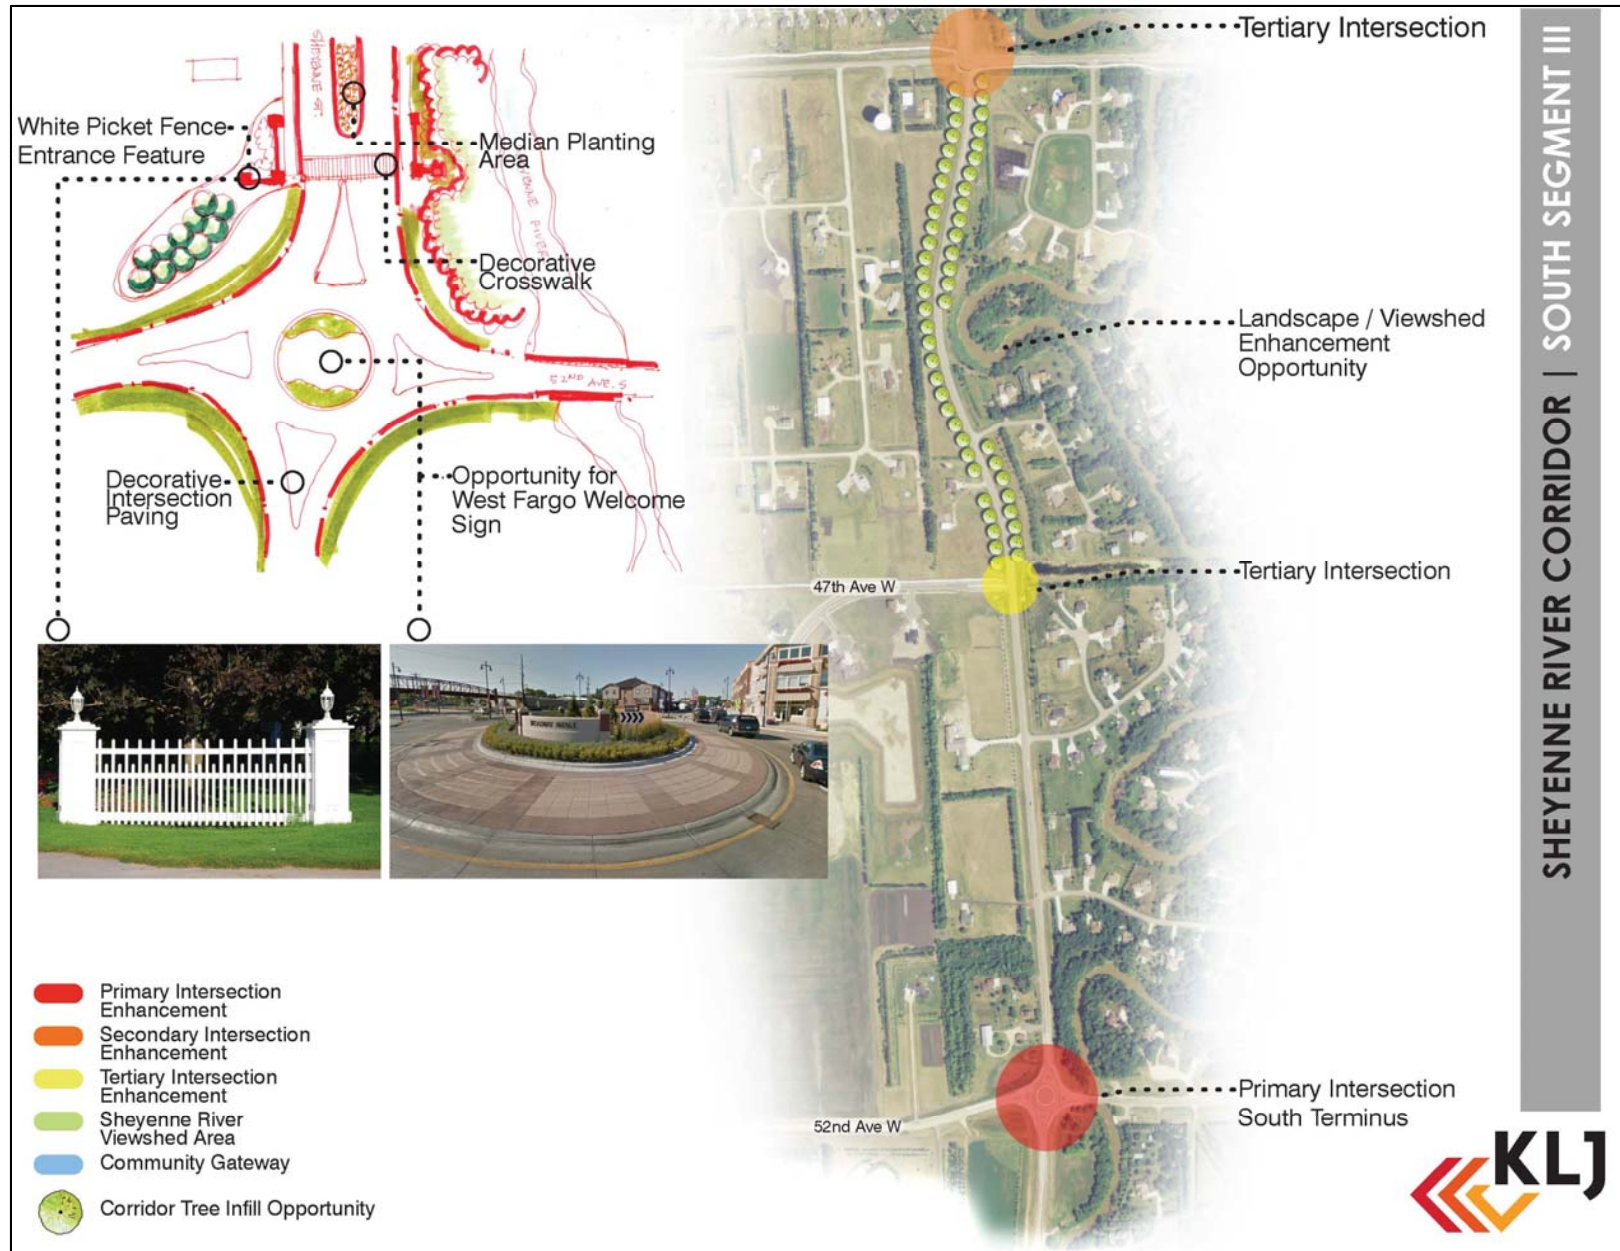 SHEYENNE ST.
White Picket Fence
Entrance Feature
Median Planting
Area
Decorative
Crosswalk
52ND AVE. S
Decorative
Intersection
Paving
Opportunity for
West Fargo Welcome
Sign
Primary Intersection
Enhancement
Secondary Intersection
Enhancement
Tertiary Intersection
Enhancement
Sheyenne River
Viewshed Area
Community Gateway
Corridor Tree Infill Opportunity
Tertiary Intersection
Landscape / Viewshed
Enhancement
Opportunity
47th Ave W
Tertiary Intersection
52nd Ave W
Primary Intersection
South Terminus
SHEYENNE RIVER CORRIDOR | SOUTH SEGMENT III
KLJ